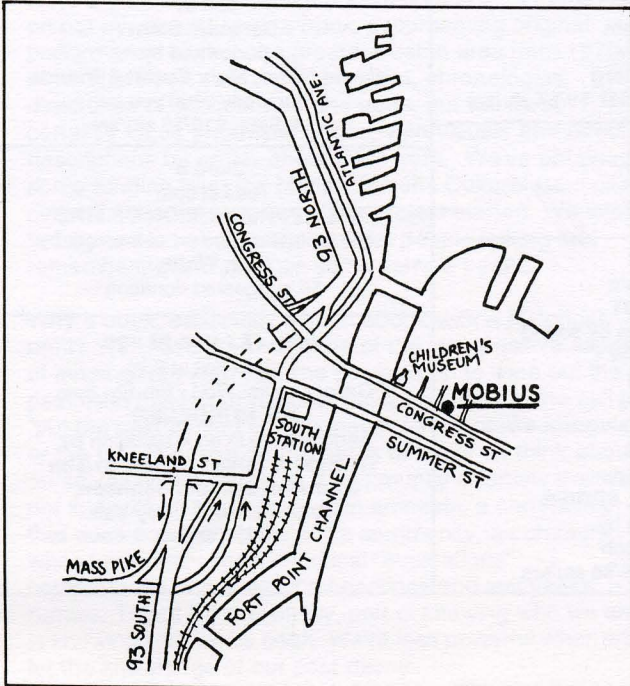 ATLANTIC AVE.
93 NORTH
CONGRESS ST
CHILDREN'S
MUSEUM
MOBIUS
CONGRESS ST
SUMMER ST
SOUTH
STATION
KNEELAND ST
FORT POINT CHANNEL
MASS PIKE
93 SOUTH